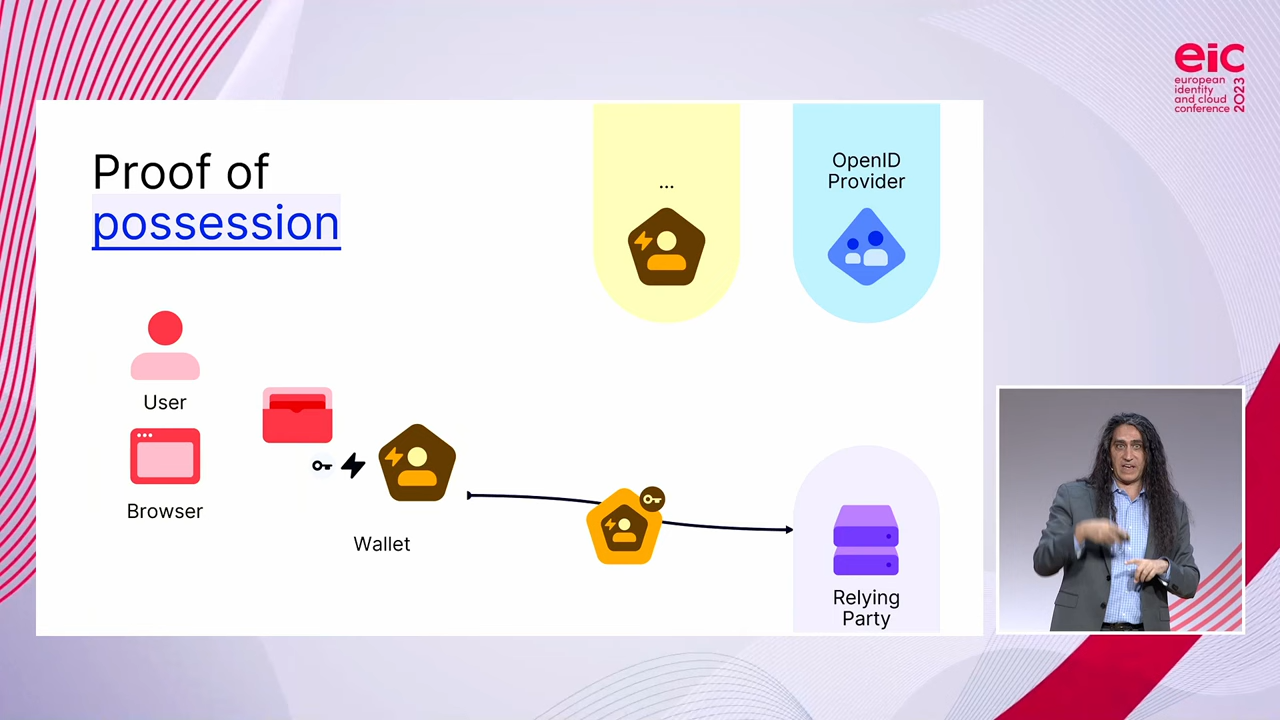 eic
european
identity
and cloud
conference
2023
Proof of
possession
...
OpenID
Provider
User
Browser
Wallet
Relying
Party